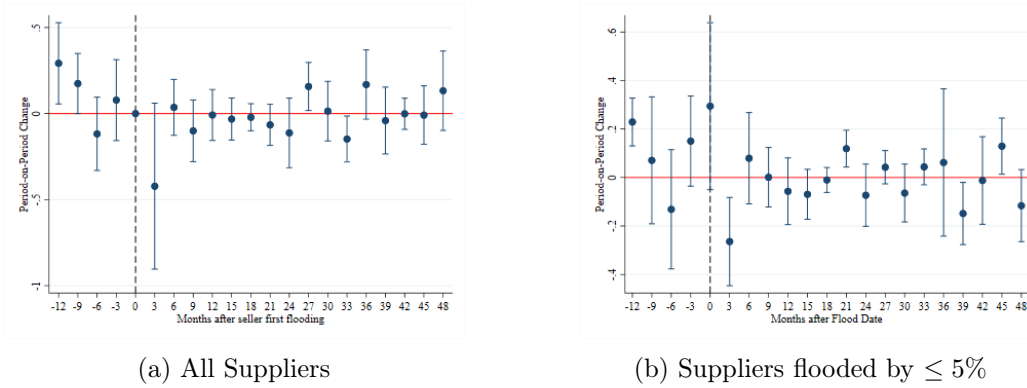 .5
0
-.5
-1
Period-on-Period Change
-12 -9 -6 -3 0 3 6 9 12 15 18 21 24 27 30 33 36 39 42 45 48
Months after seller first flooding
(a) All Suppliers
.6
.4
.2
0
-.2
-.4
Period-on-Period Change
-12 -9 -6 -3 0 3 6 9 12 15 18 21 24 27 30 33 36 39 42 45 48
Months after Flood Date
(b) Suppliers flooded by ≤ 5%